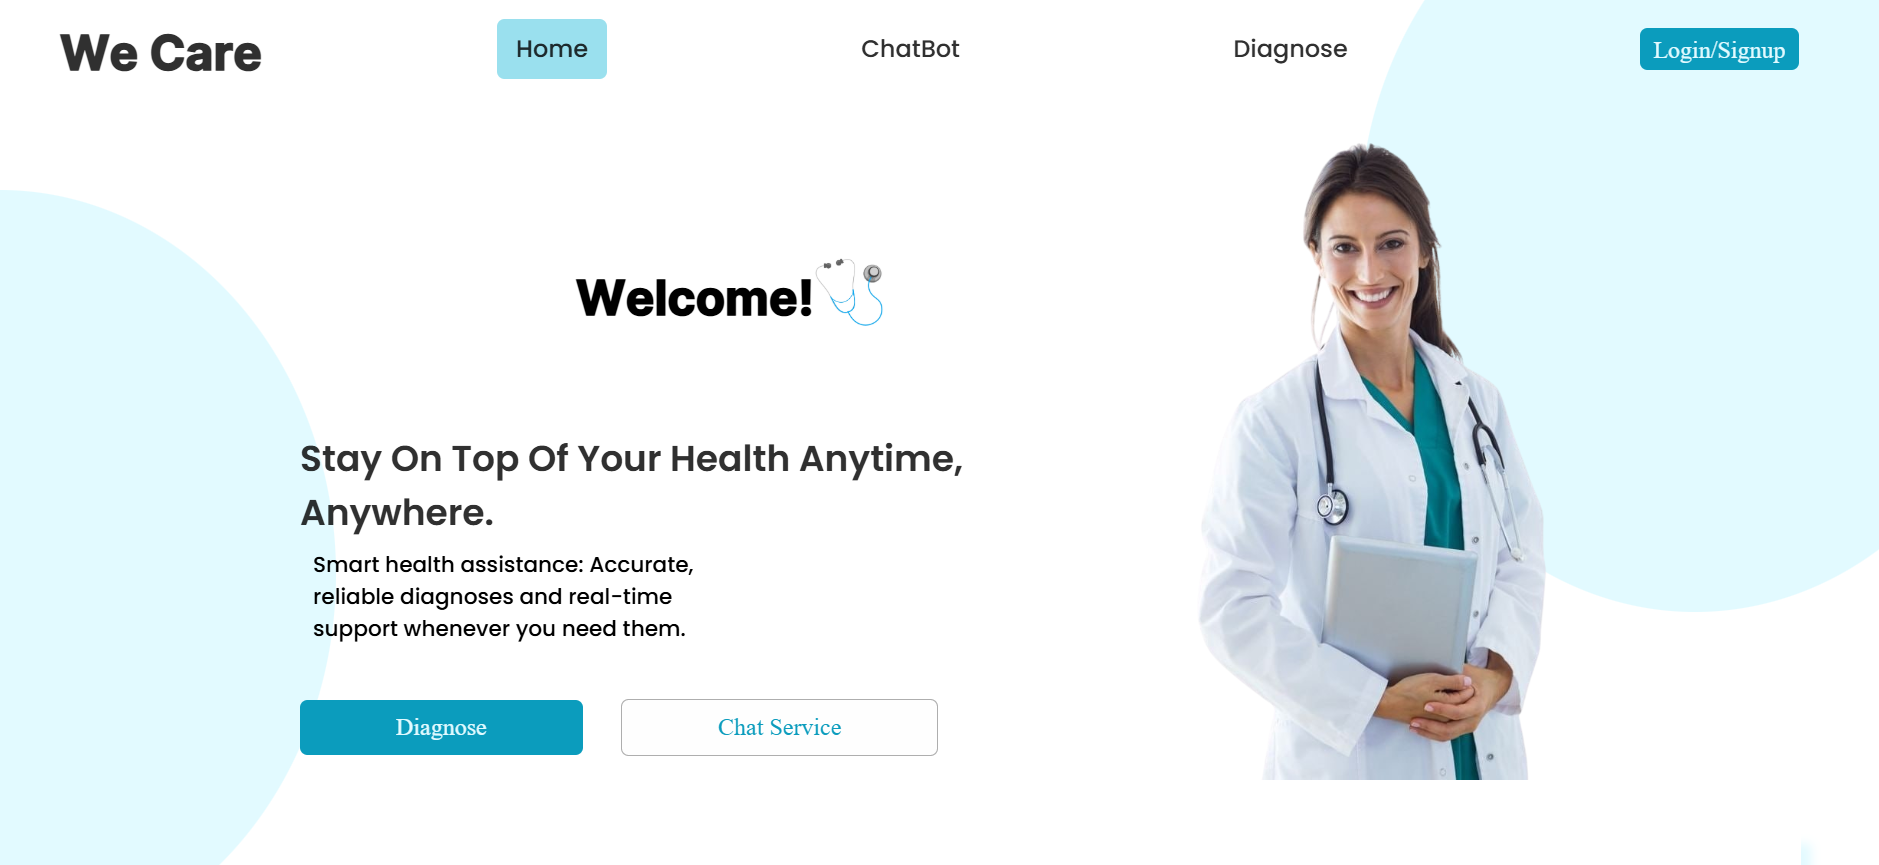 We Care
Home
ChatBot
Diagnose
Login/Signup
Welcome!
Stay On Top Of Your Health Anytime,
Anywhere.
Smart health assistance: Accurate,
reliable diagnoses and real-time
support whenever you need them.
Diagnose
Chat Service